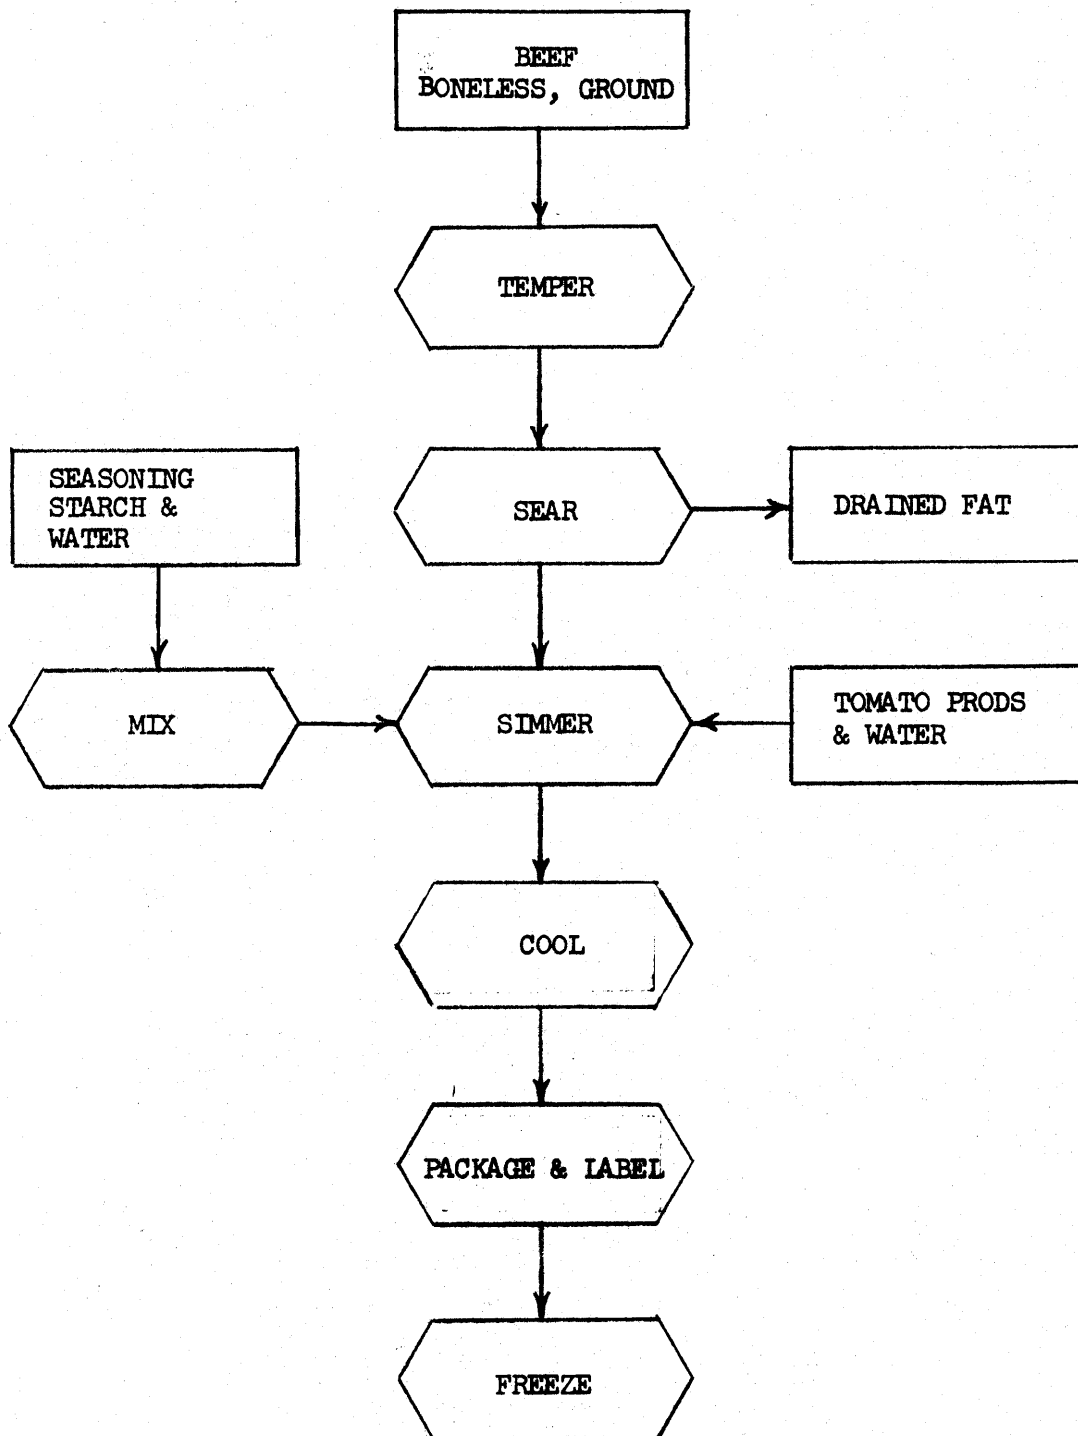 BEEF
BONELESS, GROUND
TEMPER
SEASONING
STARCH &
WATER
SEAR
DRAINED FAT
MIX
SIMMER
TOMATO PRODS
& WATER
COOL
PACKAGE & LABEL
FREEZE